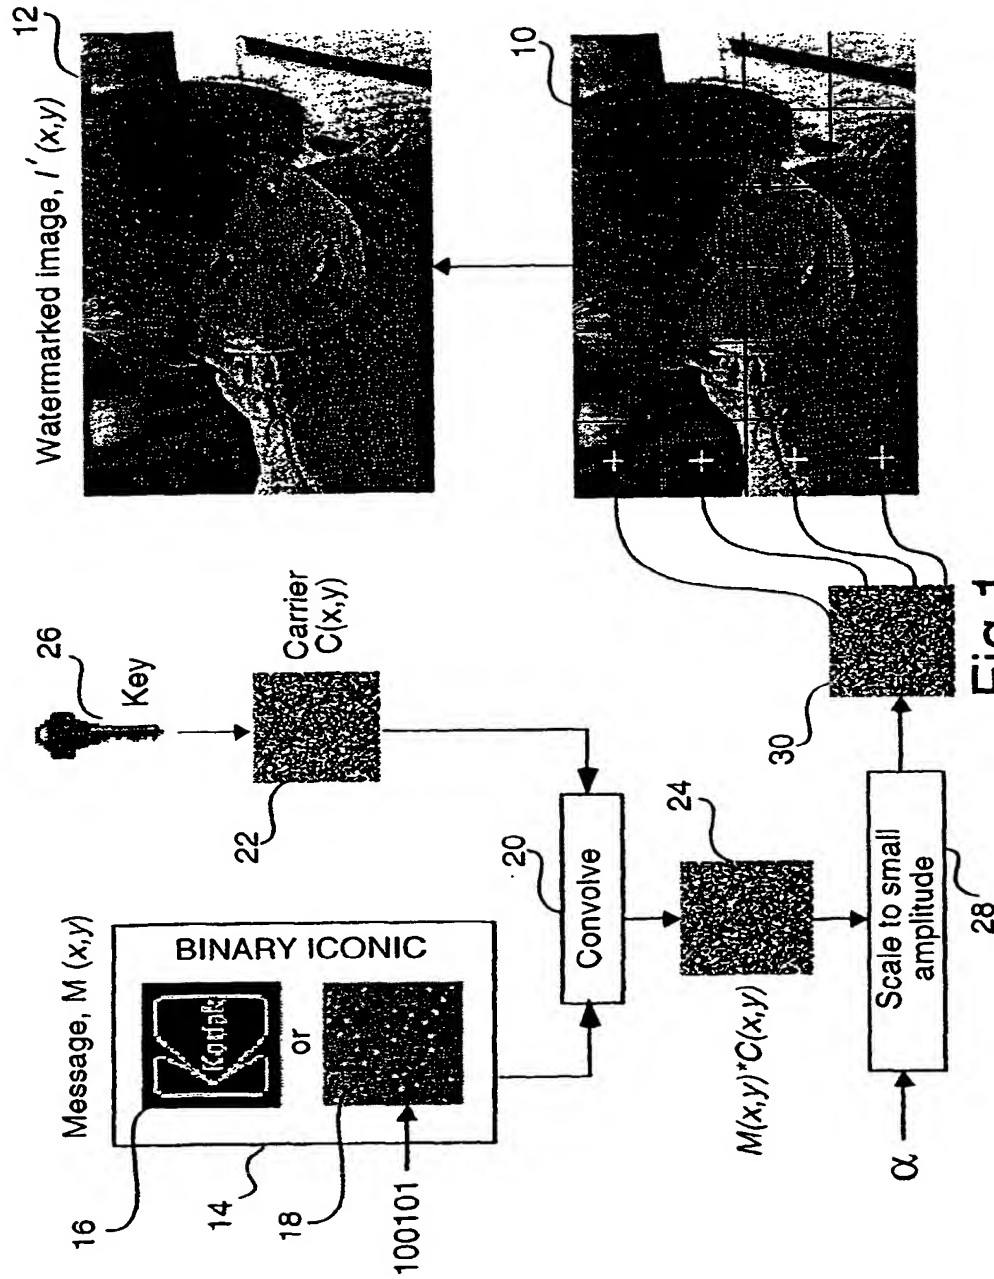 Message, M (x,y)
16
14
18
100101
BINARY ICONIC
Kodak
or
26
Key
22
Carrier
C(x,y)
20
Convolve
24
M(x,y)*C(x,y)
α
Scale to small
amplitude
28
30
Watermarked image, I′(x,y)
12
10
Fig. 1